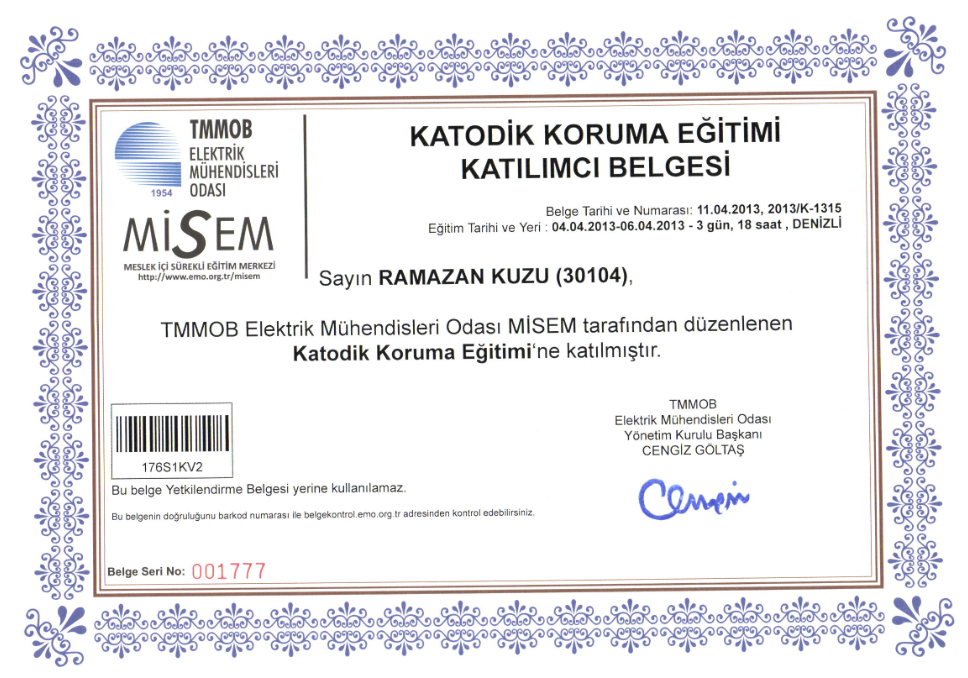 TMMOB
ELEKTRİK
MÜHENDİSLERİ
ODASI
1954
MİSEM
MESLEK İÇİ SÜREKLİ EĞİTİM MERKEZİ
http://www.emo.org.tr/misem
KATODİK KORUMA EĞİTİMİ
KATILIMCI BELGESİ
Belge Tarihi ve Numarası: 11.04.2013, 2013/K-1315
Eğitim Tarihi ve Yeri : 04.04.2013-06.04.2013 - 3 gün, 18 saat , DENİZLİ
Sayın RAMAZAN KUZU (30104),
TMMOB Elektrik Mühendisleri Odası MİSEM tarafından düzenlenen
Katodik Koruma Eğitimi‘ne katılmıştır.
TMMOB
Elektrik Mühendisleri Odası
Yönetim Kurulu Başkanı
CENGİZ GÖLTAŞ
176S1KV2
Bu belge Yetkilendirme Belgesi yerine kullanılamaz.
Bu belgenin doğruluğunu barkod numarası ile belgekontrol.emo.org.tr adresinden kontrol edebilirsiniz.
Belge Seri No: 001777